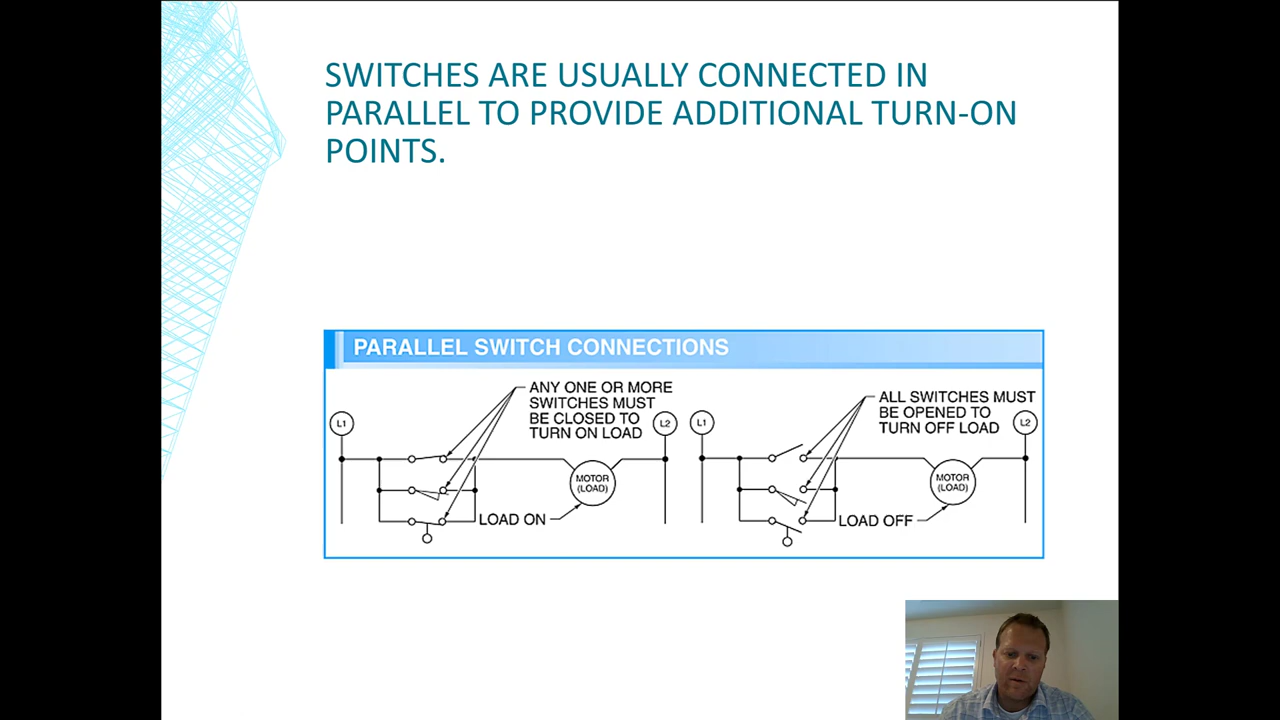 SWITCHES ARE USUALLY CONNECTED IN
PARALLEL TO PROVIDE ADDITIONAL TURN-ON
POINTS.
PARALLEL SWITCH CONNECTIONS
ANY ONE OR MORE
SWITCHES MUST
BE CLOSED TO
TURN ON LOAD
L1
L2
MOTOR
(LOAD)
LOAD ON
ALL SWITCHES MUST
BE OPENED TO
TURN OFF LOAD
L1
L2
MOTOR
(LOAD)
LOAD OFF